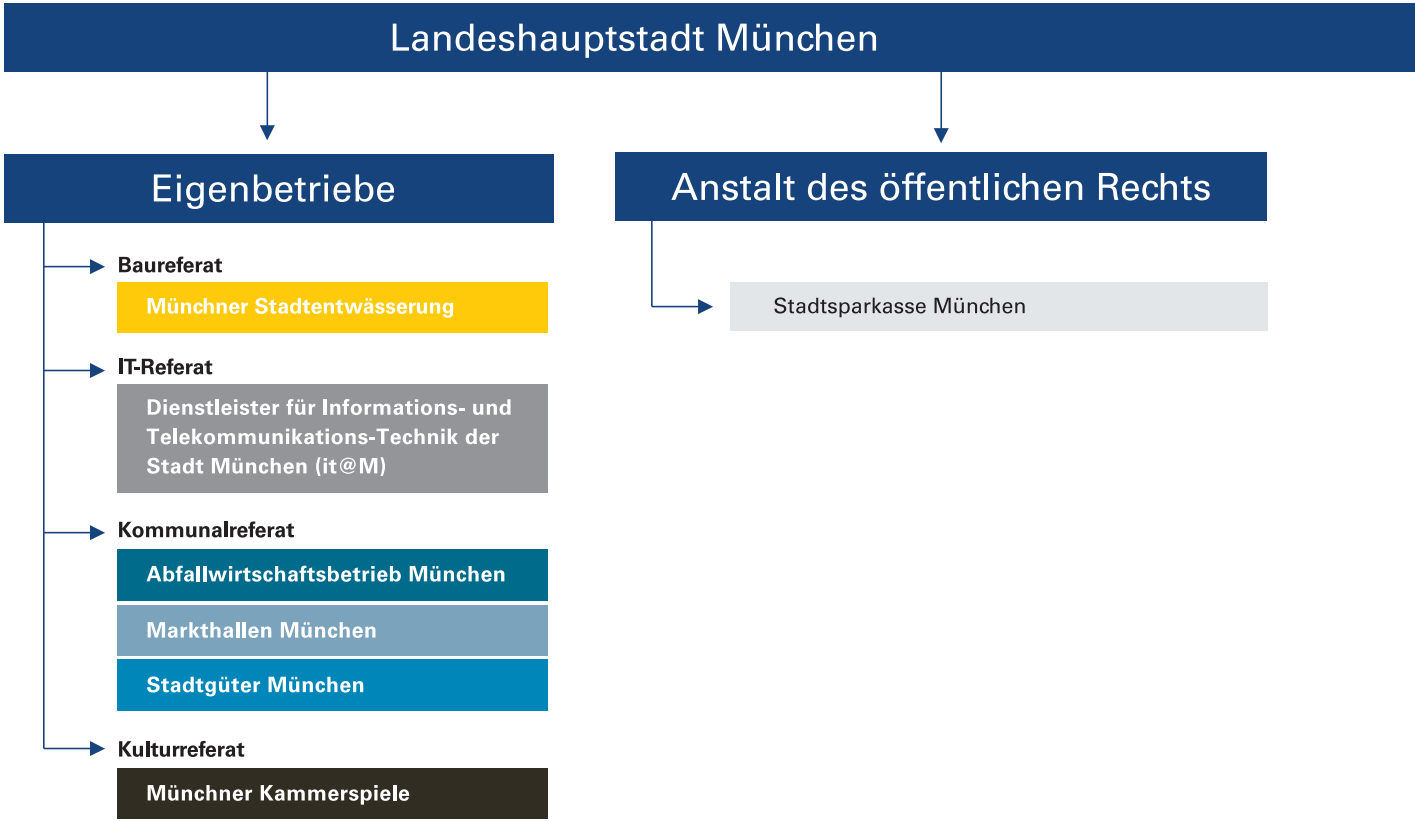 Landeshauptstadt München
Eigenbetriebe
Baureferat
Münchner Stadtentwässerung
IT-Referat
Dienstleister für Informations- und
Telekommunikations-Technik der
Stadt München (it@M)
Kommunalreferat
Abfallwirtschaftsbetrieb München
Markthallen München
Stadtgüter München
Kulturreferat
Münchner Kammerspiele
Anstalt des öffentlichen Rechts
Stadtsparkasse München